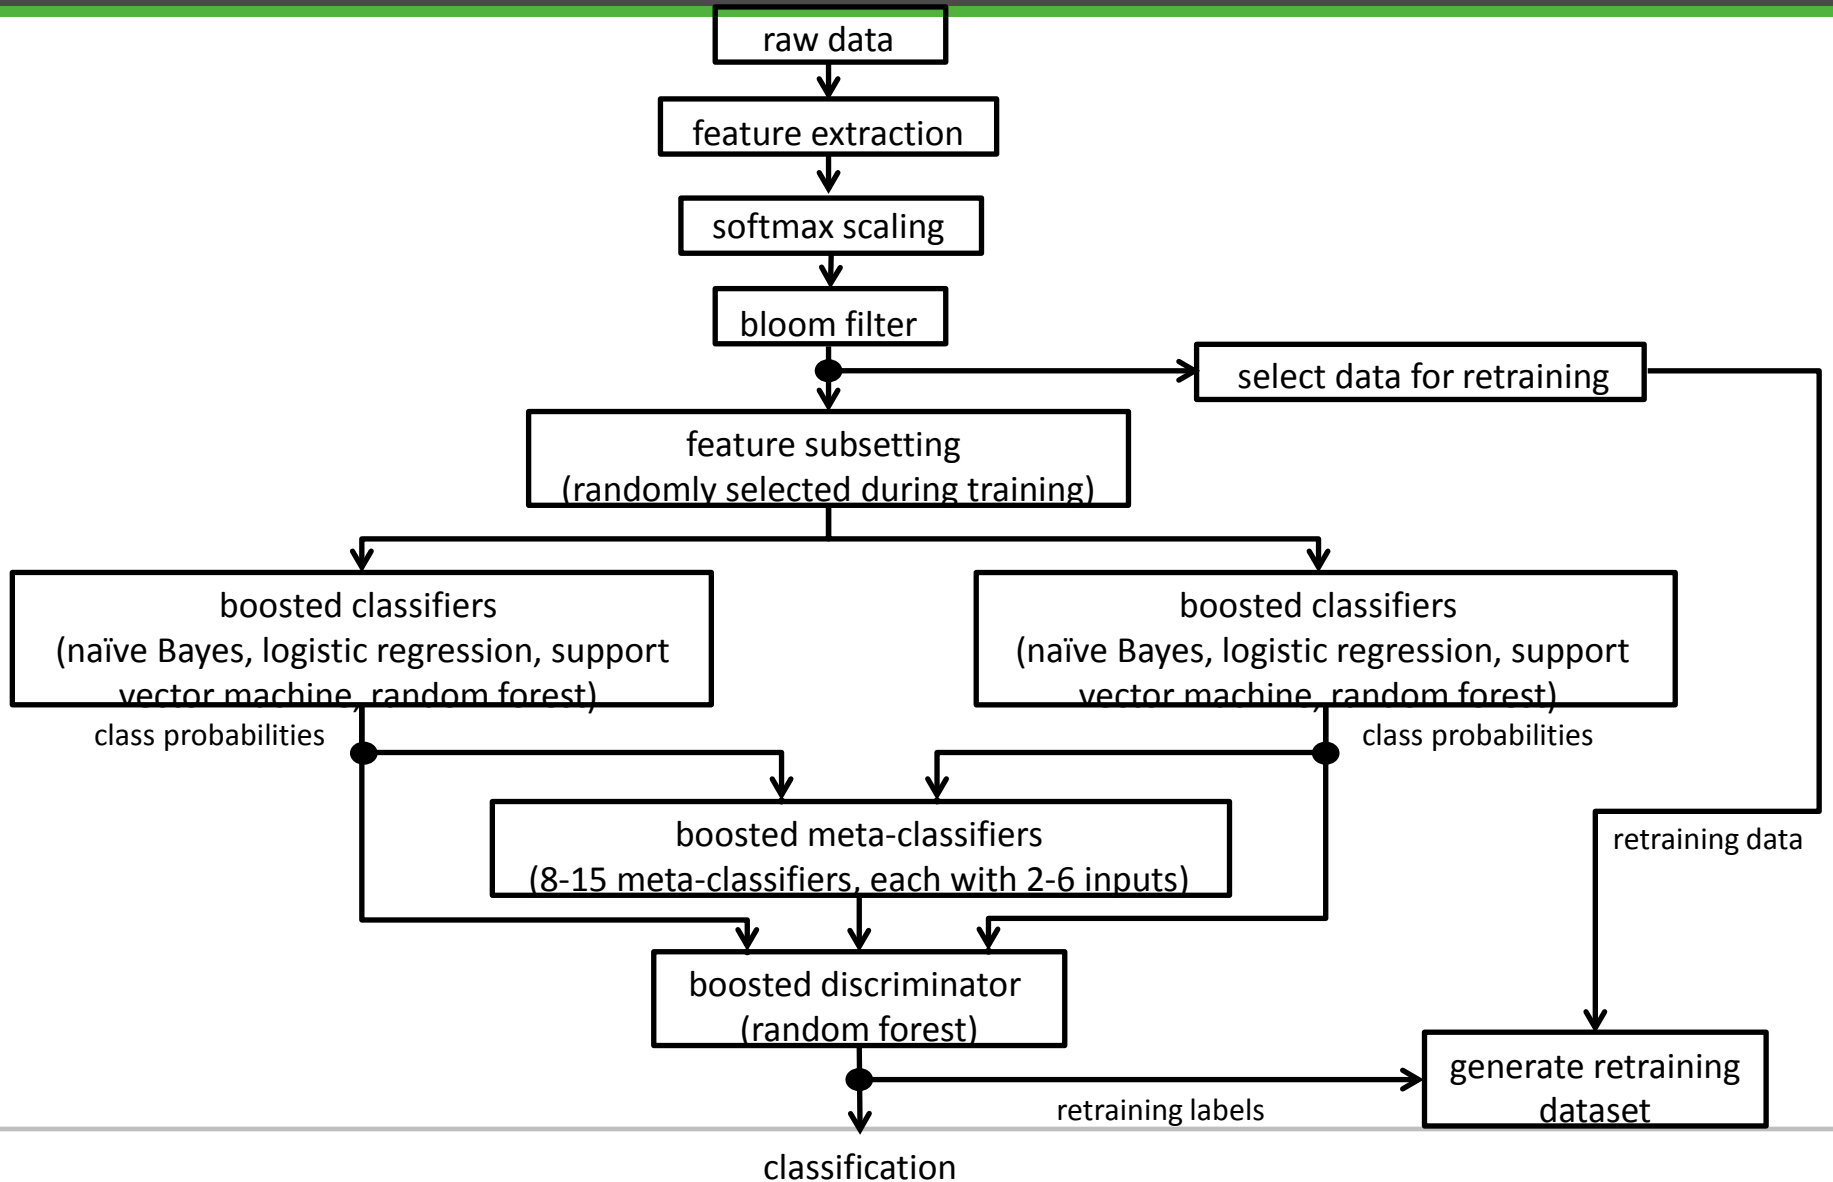 raw data
feature extraction
softmax scaling
bloom filter
select data for retraining
feature subsetting
(randomly selected during training)
boosted classifiers
(naïve Bayes, logistic regression, support
vector machine, random forest)
boosted classifiers
(naïve Bayes, logistic regression, support
vector machine, random forest)
class probabilities
class probabilities
boosted meta-classifiers
(8-15 meta-classifiers, each with 2-6 inputs)
retraining data
boosted discriminator
(random forest)
generate retraining
dataset
retraining labels
classification